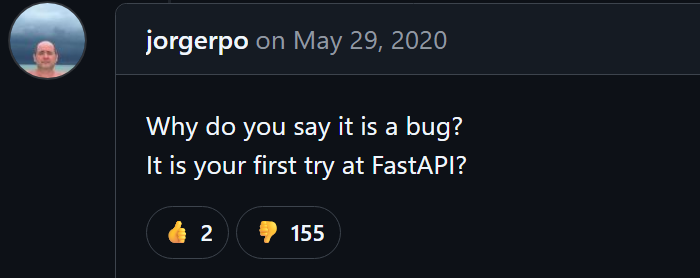 jorgerpo on May 29, 2020
Why do you say it is a bug?
It is your first try at FastAPI?
👍 2 👎 155